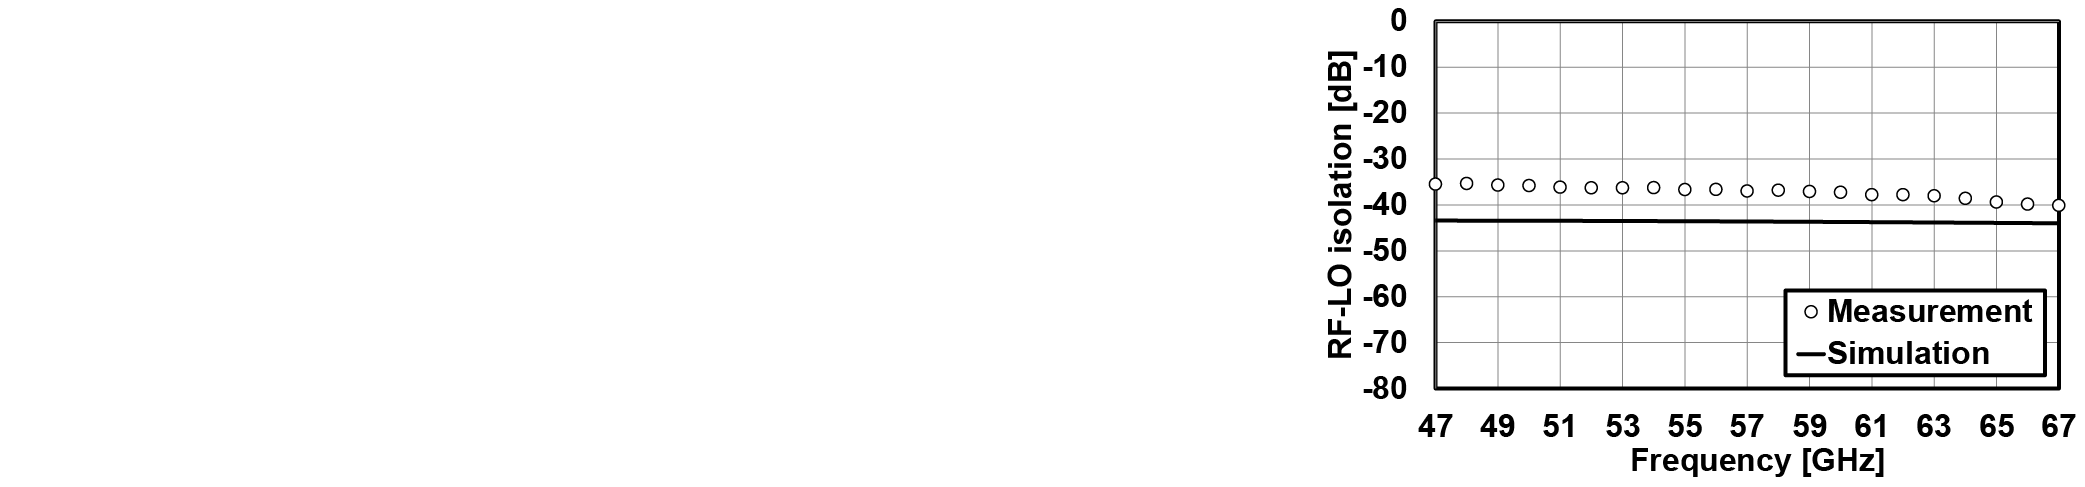 RF-LO isolation [dB]
0
-10
-20
-30
-40
-50
-60
-70
-80
Measurement
Simulation
47 49 51 53 55 57 59 61 63 65 67
Frequency [GHz]